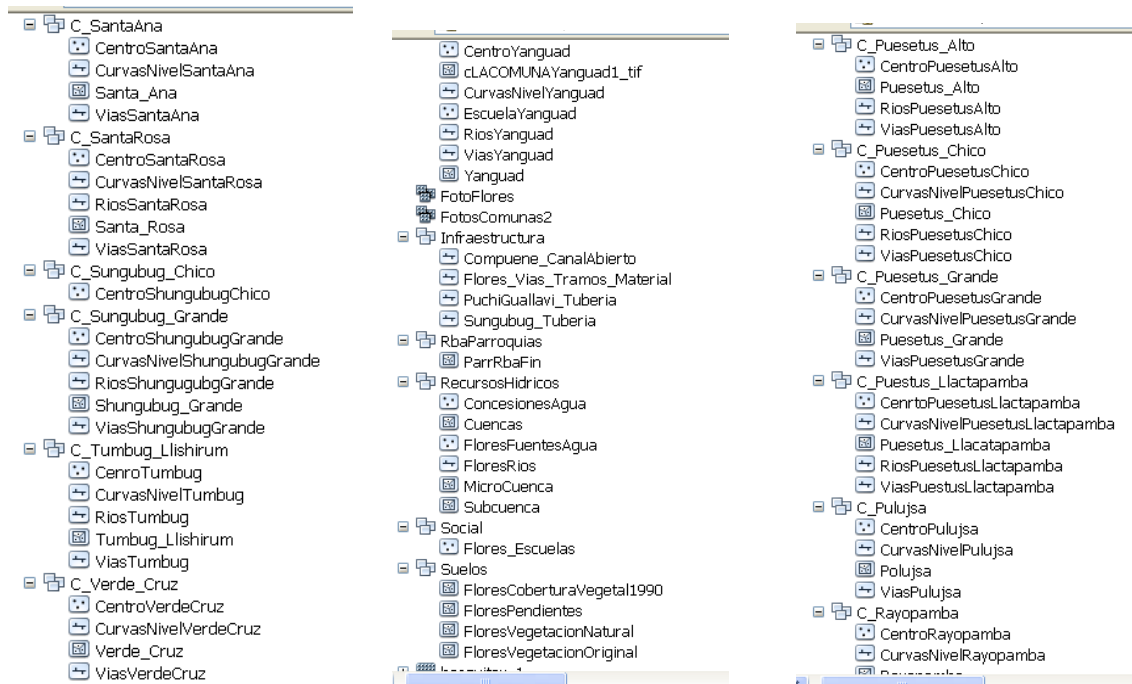 C_SantaAna
CentroSantaAna
CurvasNivelSantaAna
Santa_Ana
ViasSantaAna
C_SantaRosa
CentroSantaRosa
CurvasNivelSantaRosa
RiosSantaRosa
Santa_Rosa
ViasSantaRosa
C_Sungubug_Chico
CentroShungubugChico
C_Sungubug_Grande
CentroShungubugGrande
CurvasNivelShungubugGrande
RiosShungugubgGrande
Shungubug_Grande
ViasShungubugGrande
C_Tumbug_Llishirum
CenroTumbug
CurvasNivelTumbug
RiosTumbug
Tumbug_Llishirum
ViasTumbug
C_Verde_Cruz
CentroVerdeCruz
CurvasNivelVerdeCruz
Verde_Cruz
ViasVerdeCruz
CentroYanguad
cLACOMUNAYanguad1_tif
CurvasNivelYanguad
EscuelaYanguad
RiosYanguad
ViasYanguad
Yanguad
FotoFlores
FotosComunas2
Infraestructura
Compuene_CanalAbierto
Flores_Vias_Tramos_Material
PuchiGuallavi_Tuberia
Sungubug_Tuberia
RbaParroquias
ParrRbaFin
RecursosHidricos
ConcesionesAgua
Cuencas
FloresFuentesAgua
FloresRios
MicroCuenca
Subcuenca
Social
Flores_Escuelas
Suelos
FloresCoberturaVegetal1990
FloresPendientes
FloresVegetacionNatural
FloresVegetacionOriginal
C_Puesetus_Alto
CentroPuesetusAlto
Puesetus_Alto
RiosPuesetusAlto
ViasPuesetusAlto
C_Puesetus_Chico
CentroPuesetusChico
CurvasNivelPuesetusChico
Puesetus_Chico
RiosPuesetusChico
ViasPuesetusChico
C_Puesetus_Grande
CentroPuesetusGrande
CurvasNivelPuesetusGrande
Puesetus_Grande
ViasPuesetusGrande
C_Puestus_Llactapamba
CenrtoPuesetusLlactapamba
CurvasNivelPuesetusLlactapamba
Puesetus_Llacatapamba
RiosPuesetusLlactapamba
ViasPuestusLlactapamba
C_Pulujsa
CentroPulujsa
CurvasNivelPulujsa
Polujsa
ViasPulujsa
C_Rayopamba
CentroRayopamba
CurvasNivelRayopamba